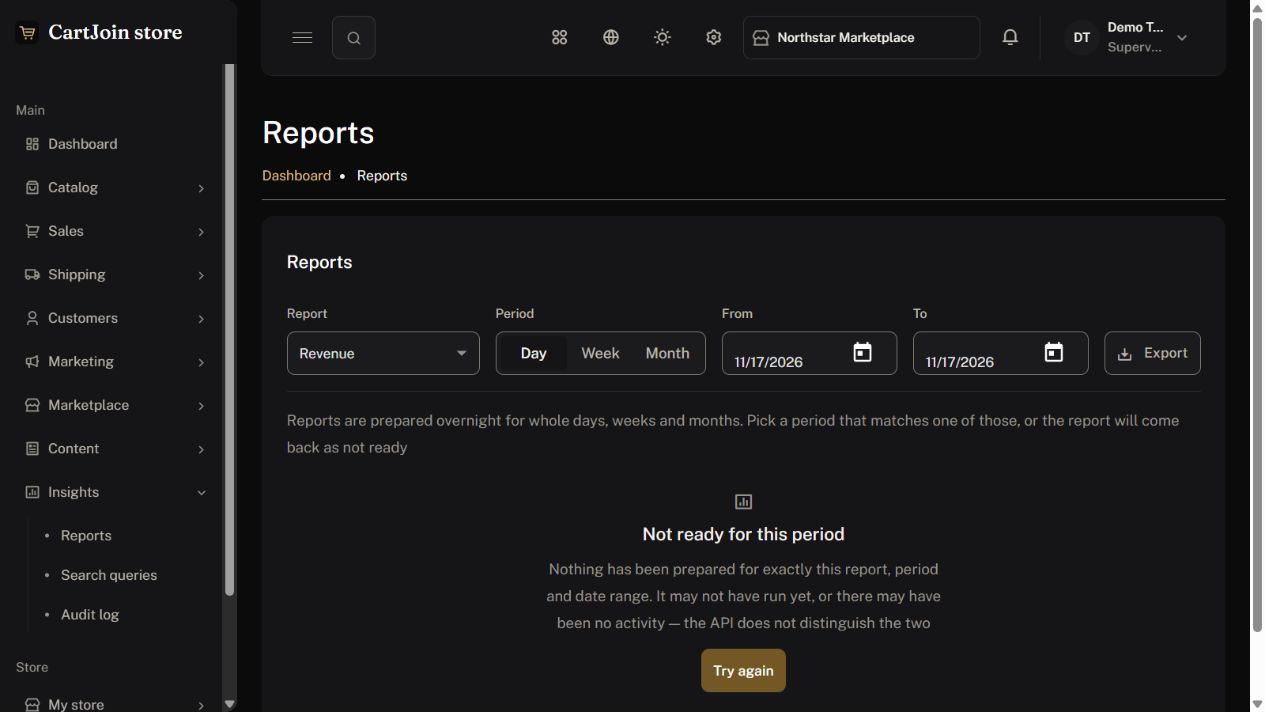 CartJoin store
Northstar Marketplace
DT
Demo T...
Superv...
Main
Dashboard
Catalog
Sales
Shipping
Customers
Marketing
Marketplace
Content
Insights
Reports
Search queries
Audit log
Store
My store
Reports
Dashboard • Reports
Reports
Report
Period
From
To
Revenue
Day
Week
Month
11/17/2026
11/17/2026
Export
Reports are prepared overnight for whole days, weeks and months. Pick a period that matches one of those, or the report will come
back as not ready
Not ready for this period
Nothing has been prepared for exactly this report, period
and date range. It may not have run yet, or there may have
been no activity — the API does not distinguish the two
Try again